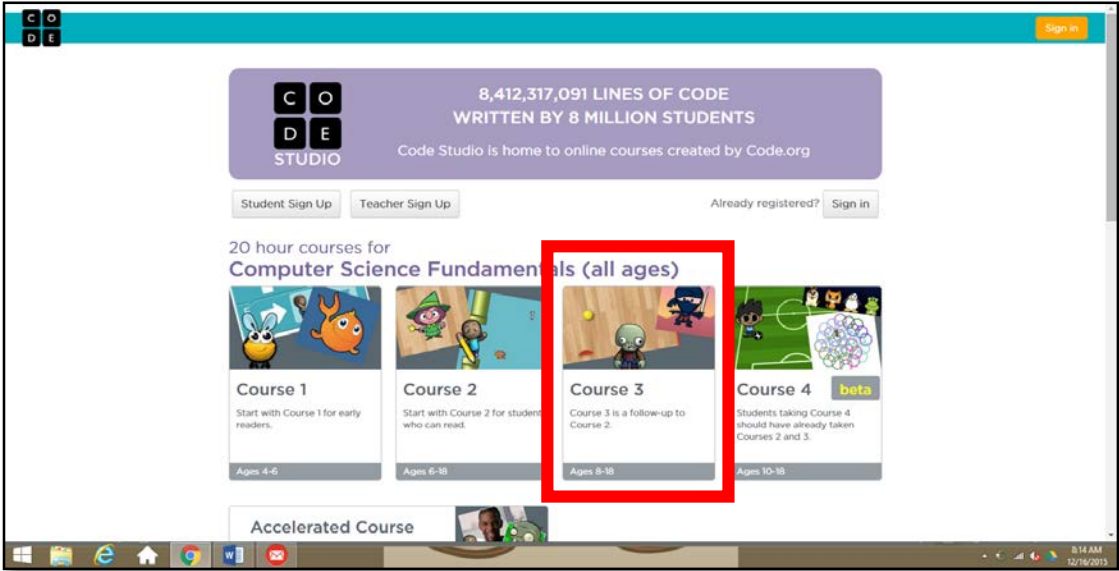 C O
D E
Sign in
C O
D E
STUDIO
8,412,317,091 LINES OF CODE
WRITTEN BY 8 MILLION STUDENTS
Code Studio is home to online courses created by Code.org
Student Sign Up
Teacher Sign Up
Already registered?
Sign in
20 hour courses for
Computer Science Fundamentals (all ages)
Course 1
Start with Course 1 for early
readers.
Ages 4-6
Course 2
Start with Course 2 for student
who can read.
Ages 6-18
Course 3
Course 3 is a follow-up to
Course 2.
Ages 8-18
Course 4
beta
Students taking Course 4
should have already taken
Courses 2 and 3.
Ages 10-18
Accelerated Course
8:14 AM
12/16/2015